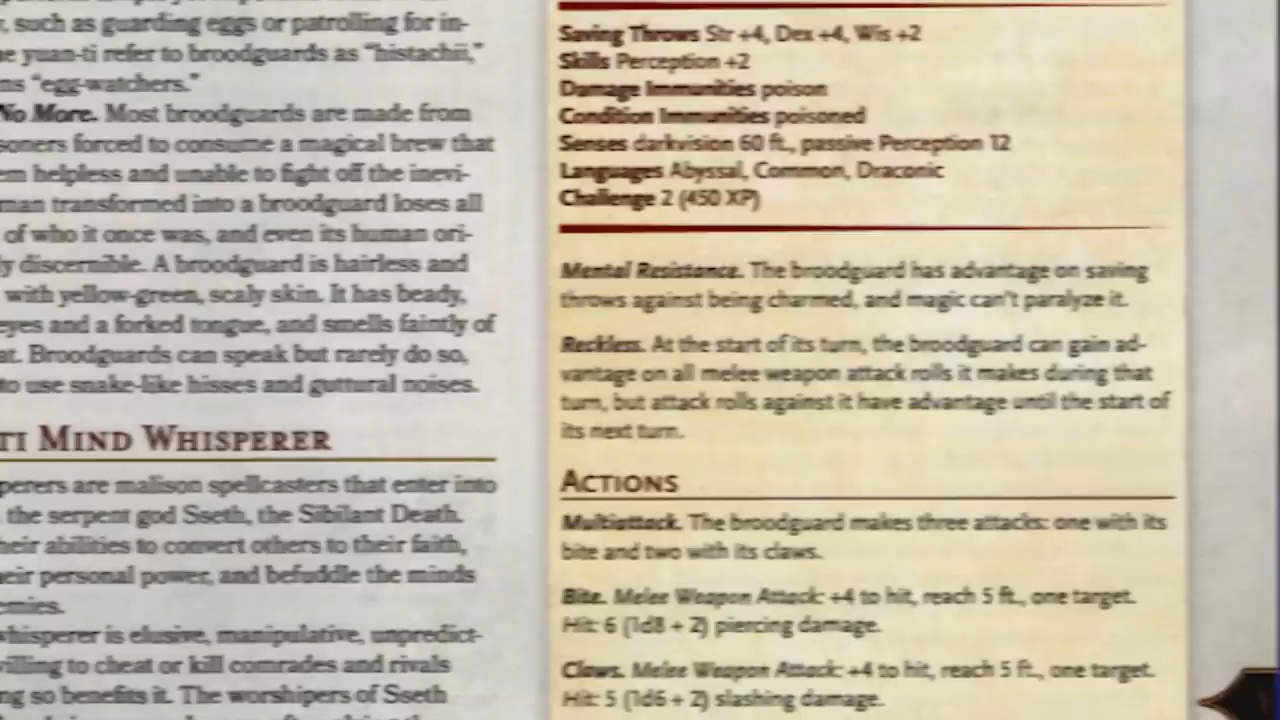 , such as guarding eggs or patrolling for in-
e yuan-ti refer to broodguards as "histachii,"
ns "egg-watchers."
No More. Most broodguards are made from
soners forced to consume a magical brew that
em helpless and unable to fight off the inevi-
man transformed into a broodguard loses all
of who it once was, and even its human ori-
ly discernible. A broodguard is hairless and
with yellow-green, scaly skin. It has beady,
eyes and a forked tongue, and smells faintly of
at. Broodguards can speak but rarely do so,
to use snake-like hisses and guttural noises.
TI MIND WHISPERER
perers are malison spellcasters that enter into
the serpent god Sseth, the Sibilant Death.
heir abilities to convert others to their faith,
eir personal power, and befuddle the minds
emies.
whisperer is elusive, manipulative, unpredict-
willing to cheat or kill comrades and rivals
ng so benefits it. The worshipers of Sseth
Saving Throws Str +4, Dex +4, Wis +2
Skills Perception +2
Damage Immunities poison
Condition Immunities poisoned
Senses darkvision 60 ft., passive Perception 12
Languages Abyssal, Common, Draconic
Challenge 2 (450 XP)
Mental Resistance. The broodguard has advantage on saving
throws against being charmed, and magic can't paralyze it.
Reckless. At the start of its turn, the broodguard can gain ad-
vantage on all melee weapon attack rolls it makes during that
turn, but attack rolls against it have advantage until the start of
its next turn.
ACTIONS
Multiattack. The broodguard makes three attacks: one with its
bite and two with its claws.
Bite. Melee Weapon Attack: +4 to hit, reach 5 ft., one target.
Hit: 6 (1d8 + 2) piercing damage.
Claws. Melee Weapon Attack: +4 to hit, reach 5 ft., one target.
Hit: 5 (1d6 + 2) slashing damage.